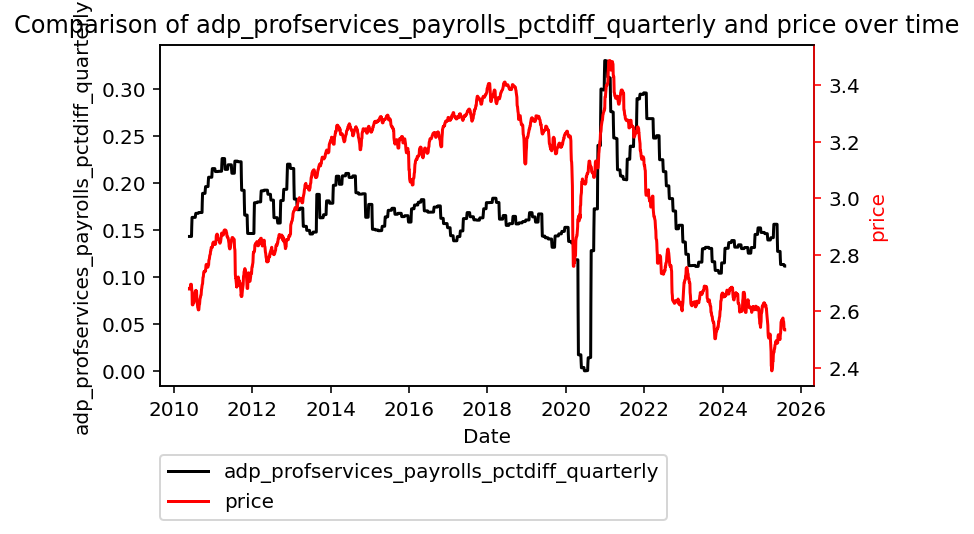 Comparison of adp_profservices_payrolls_pctdiff_quarterly and price over time
adp_profservices_payrolls_pctdiff_quarterly
0.30
0.25
0.20
0.15
0.10
0.05
0.00
3.4
3.2
3.0
2.8
2.6
2.4
price
2010 2012 2014 2016 2018 2020 2022 2024 2026
Date
adp_profservices_payrolls_pctdiff_quarterly
price